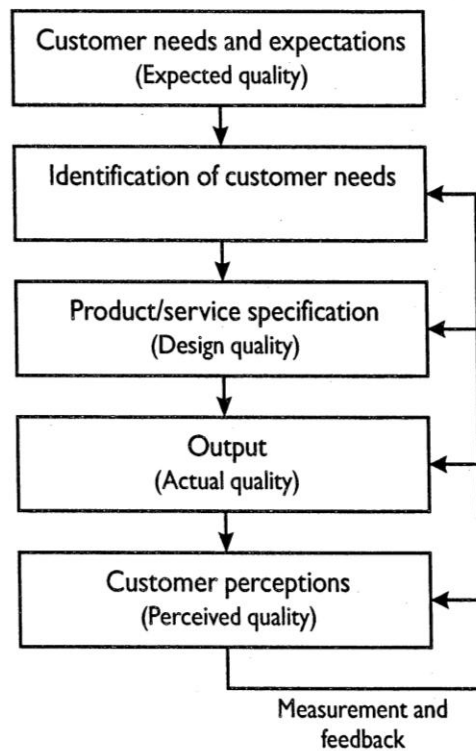 Customer needs and expectations
(Expected quality)
Identification of customer needs
Product/service specification
(Design quality)
Output
(Actual quality)
Customer perceptions
(Perceived quality)
Measurement and
feedback